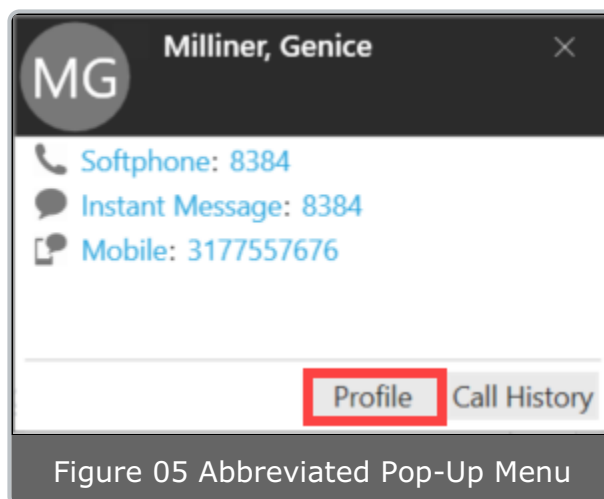 MG
Milliner, Genice
Softphone: 8384
Instant Message: 8384
Mobile: 3177557676
Profile
Call History
Figure 05 Abbreviated Pop-Up Menu